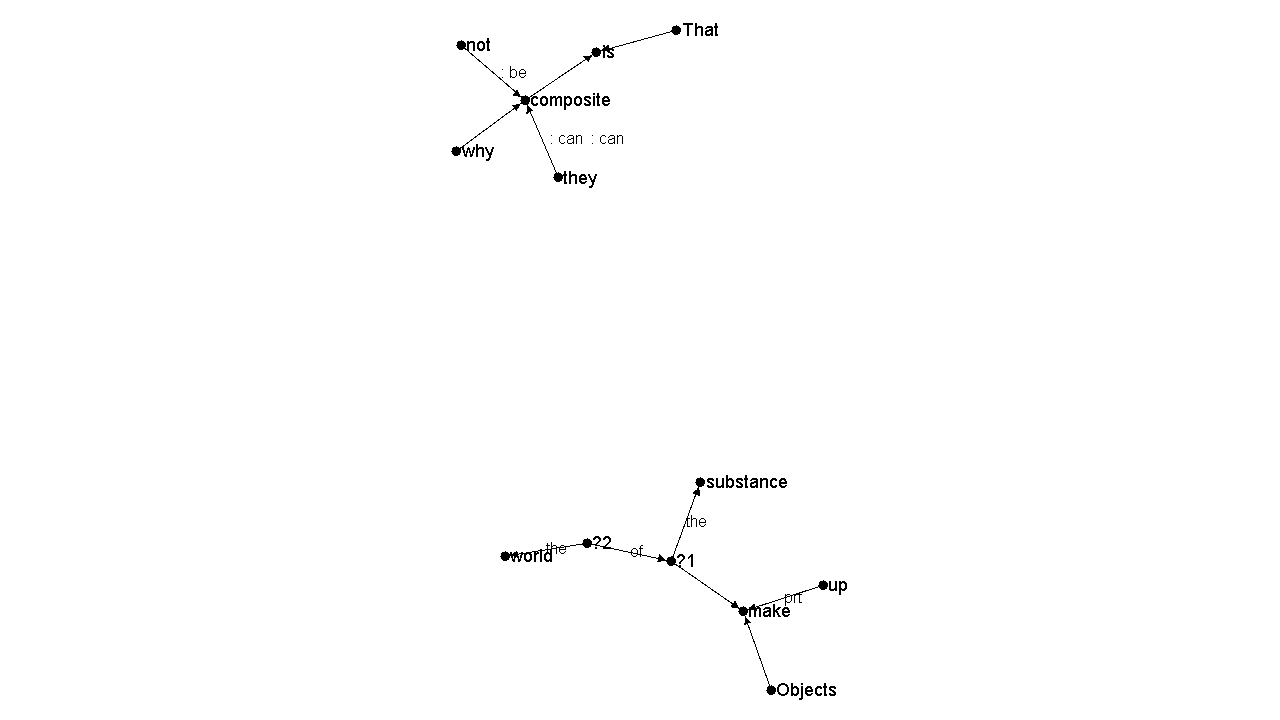 That
not
is
: be
composite
: can : can
why
they
substance
the
?2
of
the
world
?1
up
prt
make
Objects